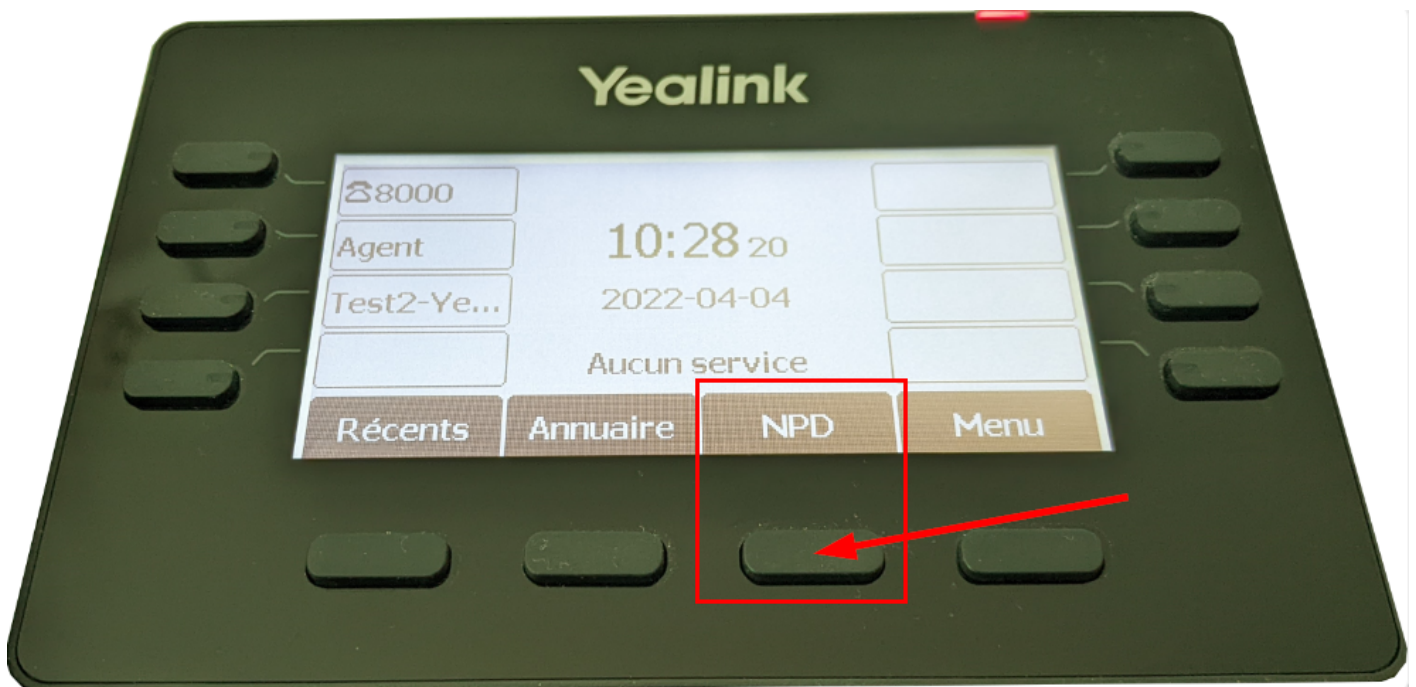 Yealink
8000
Agent
Test2-Ye...
10:28 20
2022-04-04
Aucun service
Récents
Annuaire
NPD
Menu